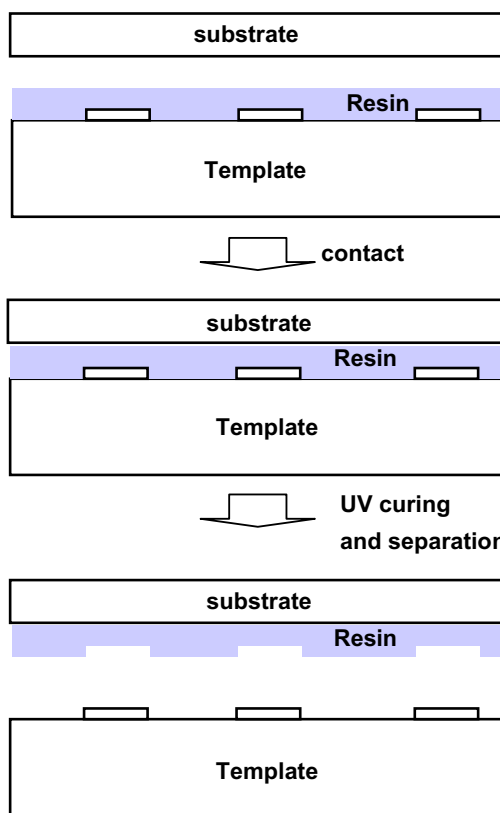 substrate
Resin
Template
contact
substrate
Resin
Template
UV curing
and separation
substrate
Resin
Template